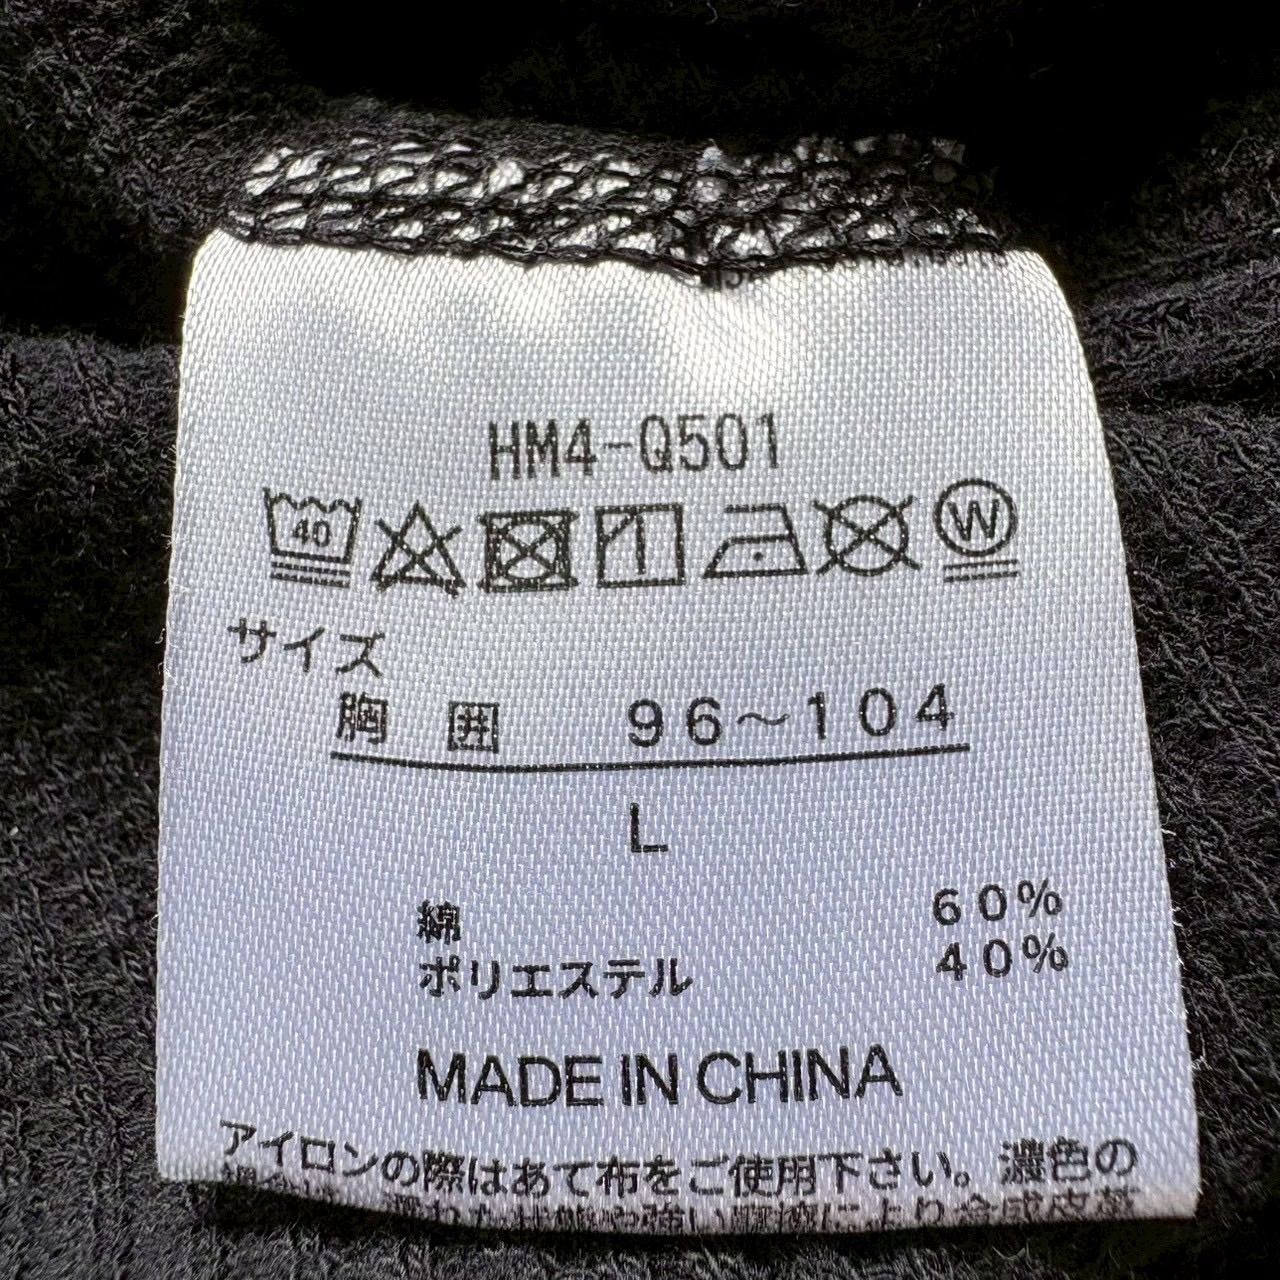 HM4-Q501
40 W
サイズ
胸 囲 96~104
L
綿 60%
ポリエステル 40%
MADE IN CHINA
アイロンの際はあて布をご使用下さい。濃色の